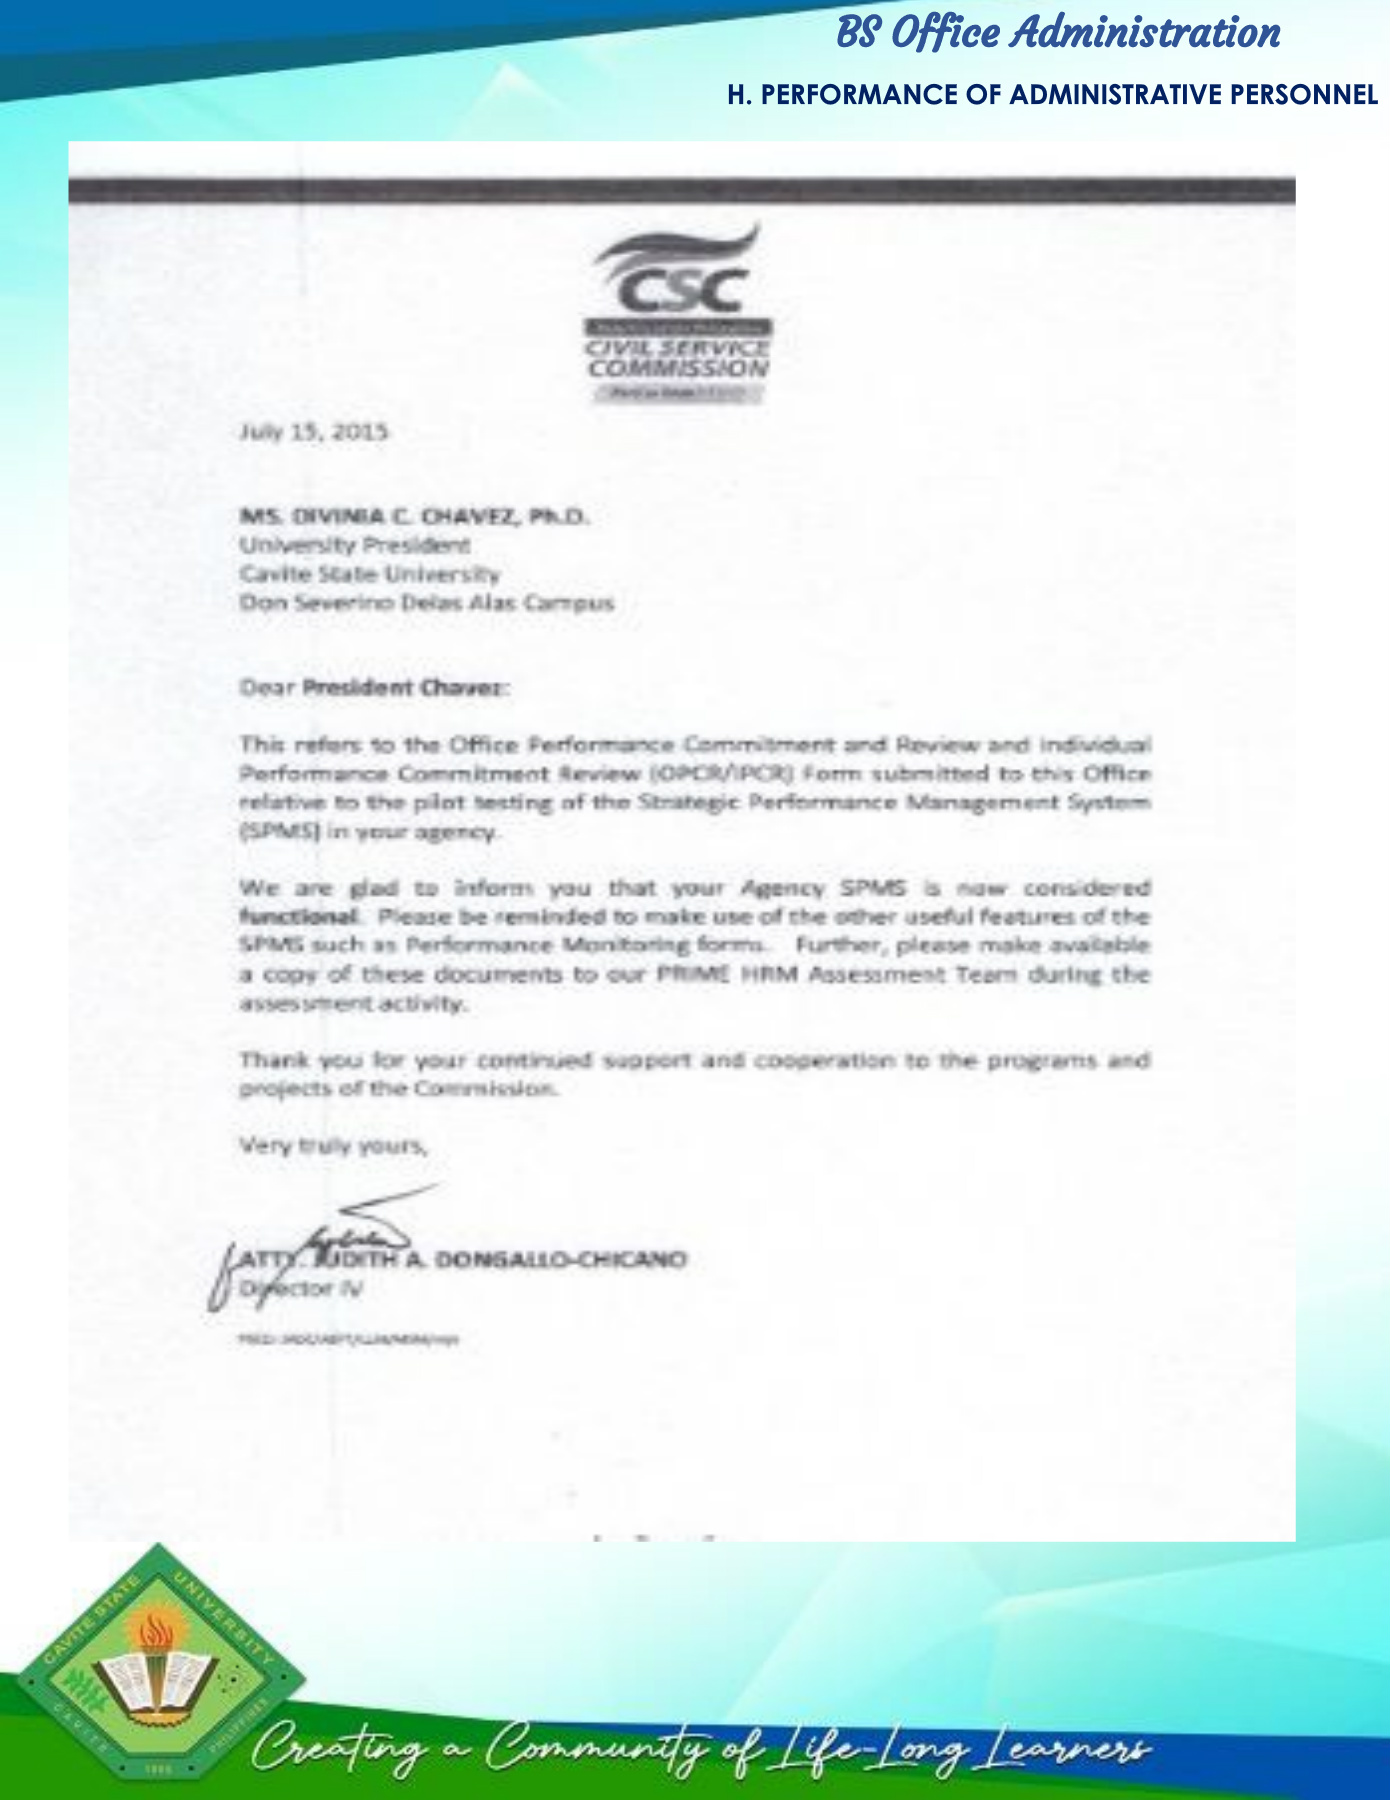 BS Office Administration
H. PERFORMANCE OF ADMINISTRATIVE PERSONNEL
CSC
CIVIL SERVICE
COMMISSION
July 15, 2015
MS. DIVINIA C. CHAVEZ, Ph.D.
University President
Cavite State University
Don Severino Delas Alas Campus
Dear President Chavez:
This refers to the Office Performance Commitment and Review and Individual
Performance Commitment Review (OPCR/IPCR) Form submitted to this Office
relative to the pilot testing of the Strategic Performance Management System
(SPMS) in your agency.
We are glad to inform you that your Agency SPMS is now considered
functional. Please be reminded to make use of the other useful features of the
SPMS such as Performance Monitoring forms. Further, please make available
a copy of these documents to our PRIME HRM Assessment Team during the
assessment activity.
Thank you for your continued support and cooperation to the programs and
projects of the Commission.
Very truly yours,
ATTY. JUDITH A. DONGALLO-CHICANO
Director IV
CAVITE STATE UNIVERSITY
CAVITE PHILIPPINES
1906
Creating a Community of Life-Long Learners